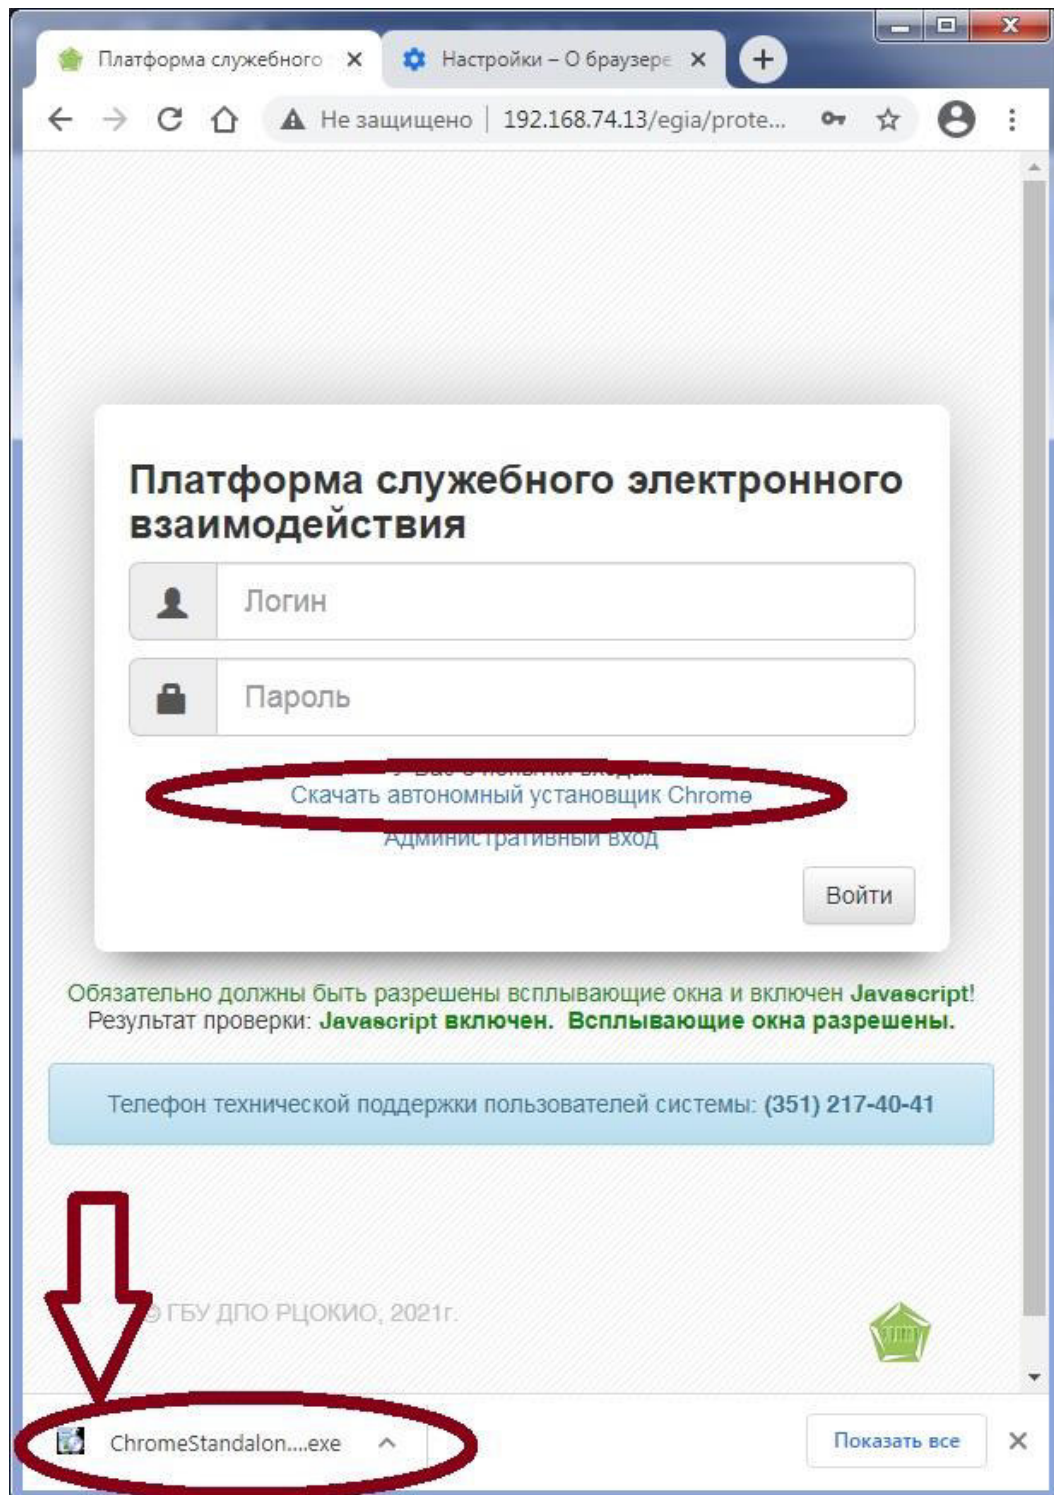 Платформа служебного
Настройки – О браузере
Не защищено | 192.168.74.13/egia/prote...
Платформа служебного электронного
взаимодействия
Логин
Пароль
попытки
Скачать автономный установщик Chrome
Административный вход
Войти
Обязательно должны быть разрешены всплывающие окна и включен Javascript!
Результат проверки: Javascript включен. Всплывающие окна разрешены.
Телефон технической поддержки пользователей системы: (351) 217-40-41
ГБУ ДПО РЦОКИО, 2021г.
ChromeStandalon....exe
Показать все